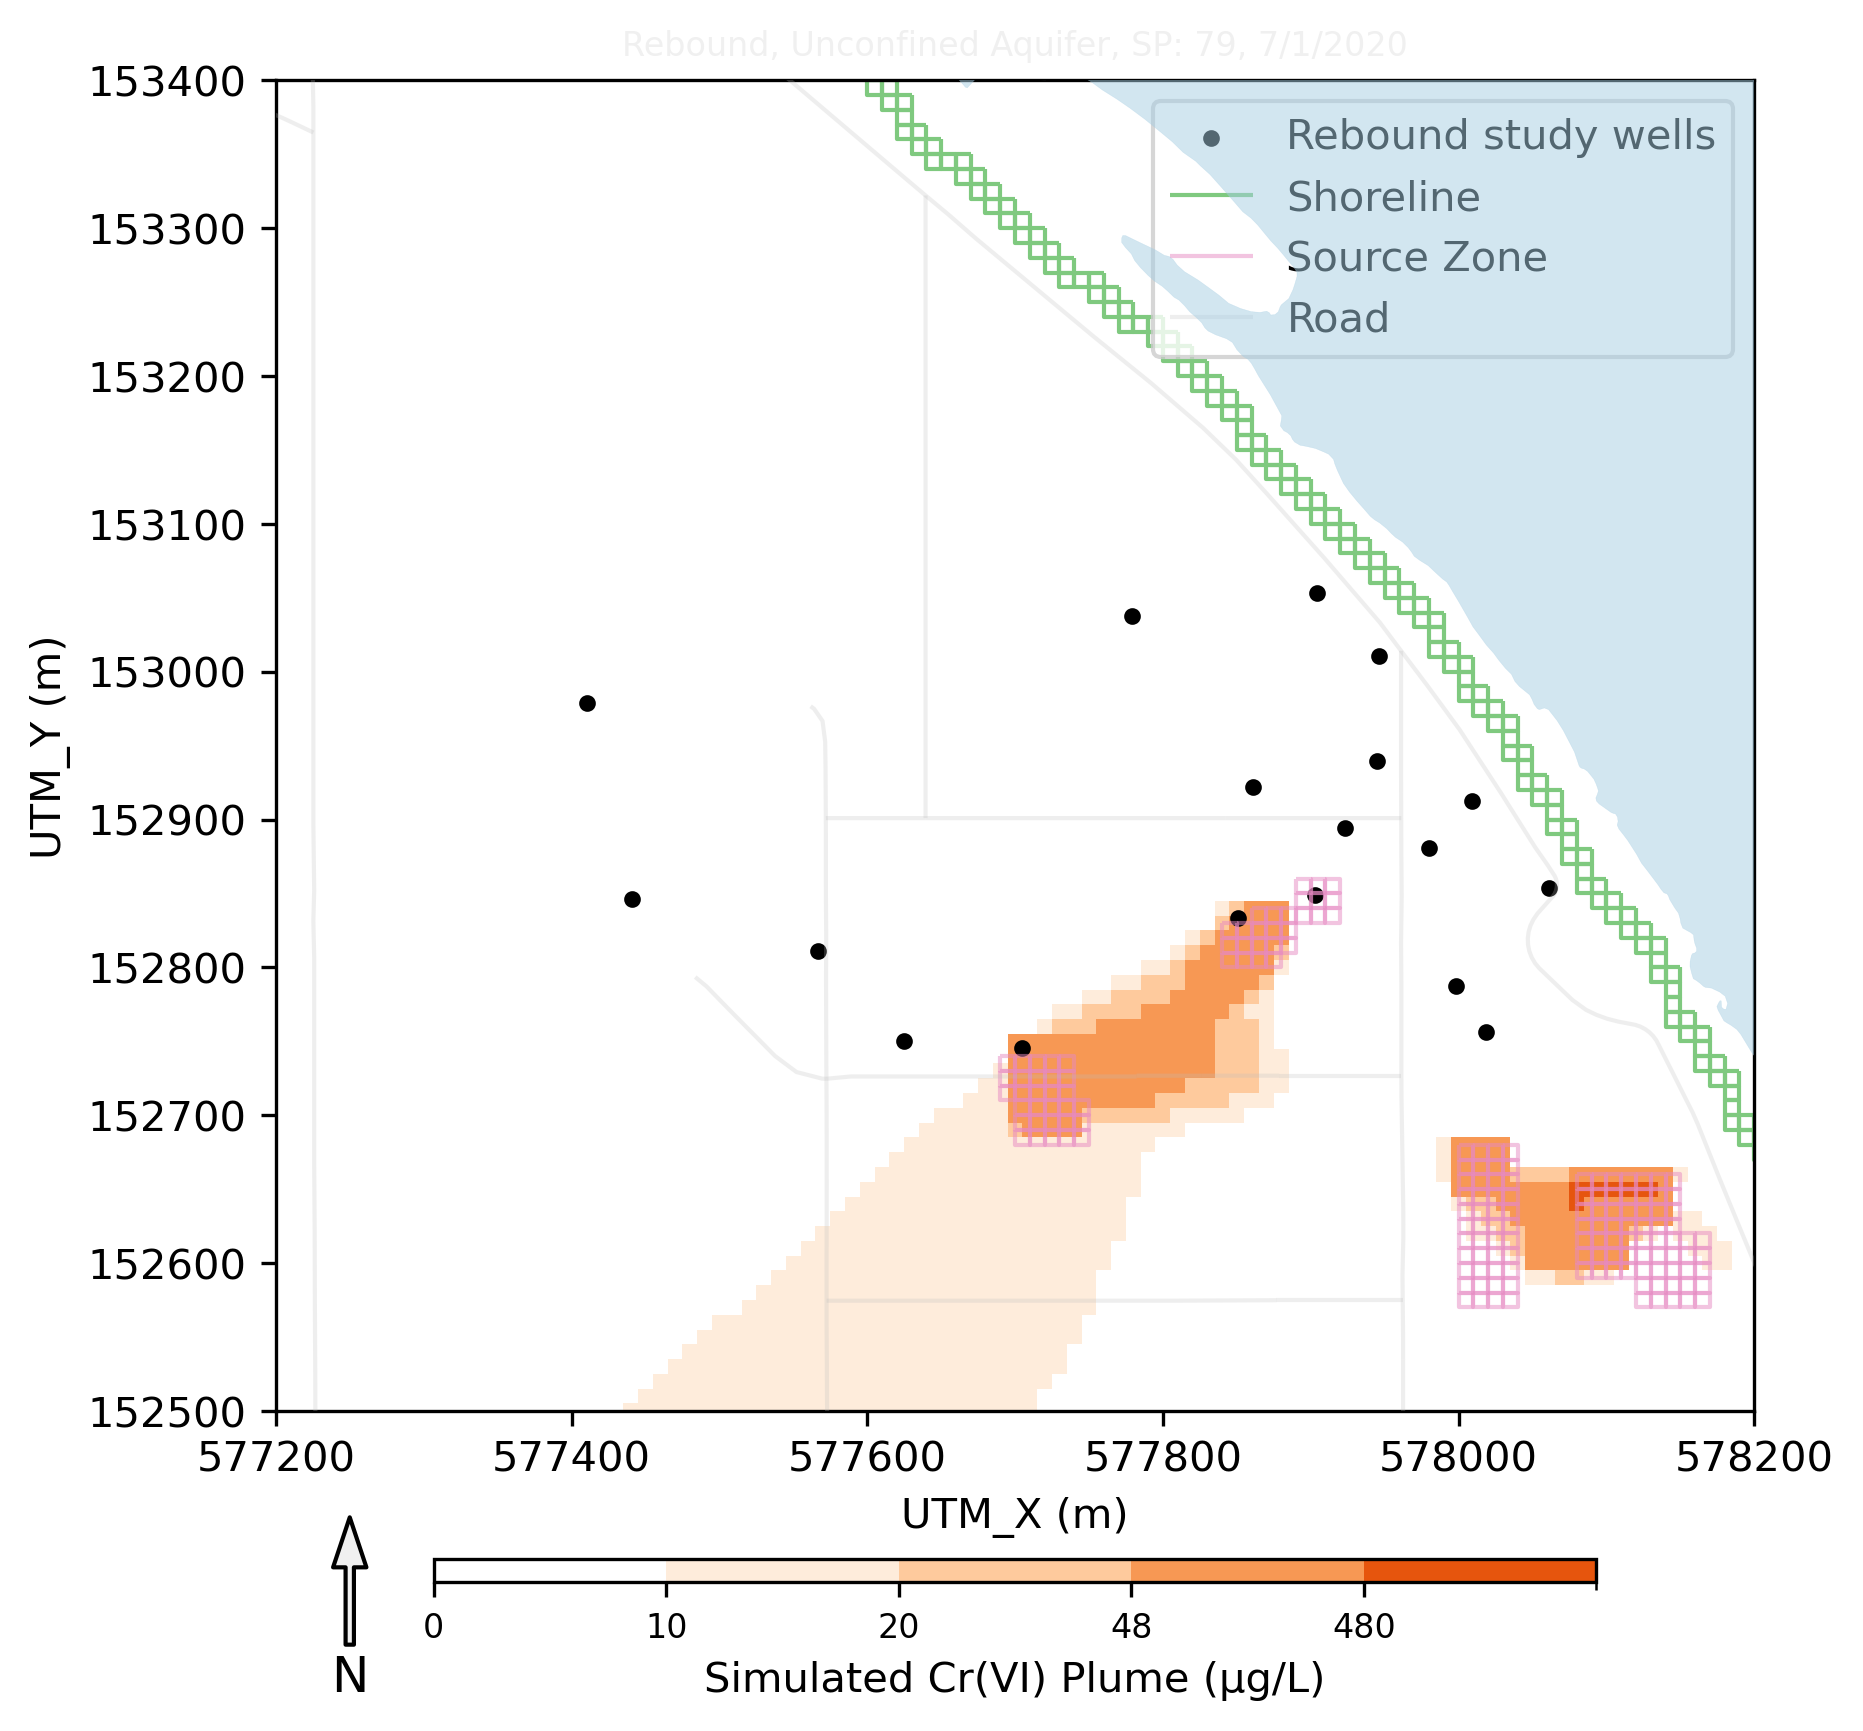 Rebound, Unconfined Aquifer, SP: 79, 7/1/2020
153400
153300
153200
153100
153000
152900
152800
152700
152600
152500
UTM_Y (m)
Rebound study wells
Shoreline
Source Zone
Road
577200 577400 577600 577800 578000 578200
UTM_X (m)
N
0 10 20 48 480
Simulated Cr(VI) Plume (μg/L)